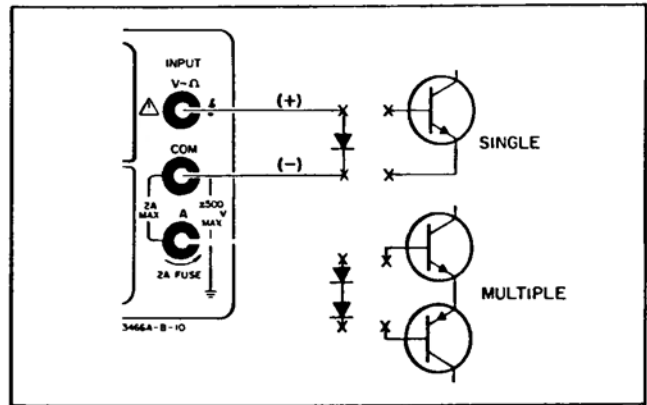 INPUT
V-Ω
(+)
SINGLE
COM
(-)
2A
MAX
±500
V
MAX
A
2A FUSE
MULTIPLE
3466A-B-10